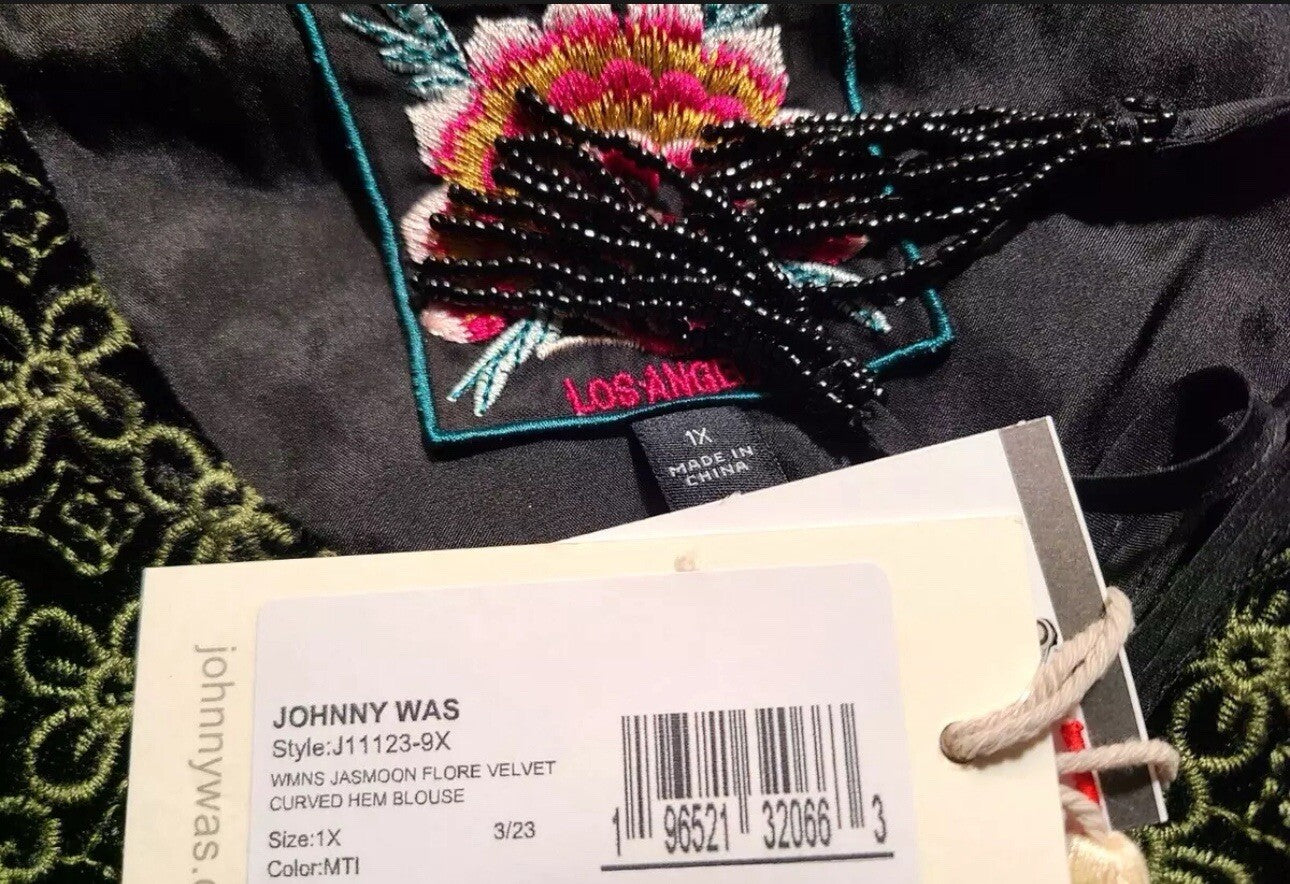 LOS ANGE
1X
MADE IN
CHINA
johnnywas.
JOHNNY WAS
Style:J11123-9X
WMNS JASMOON FLORE VELVET
CURVED HEM BLOUSE
Size:1X 3/23
Color:MTI
1 96521 32066 3